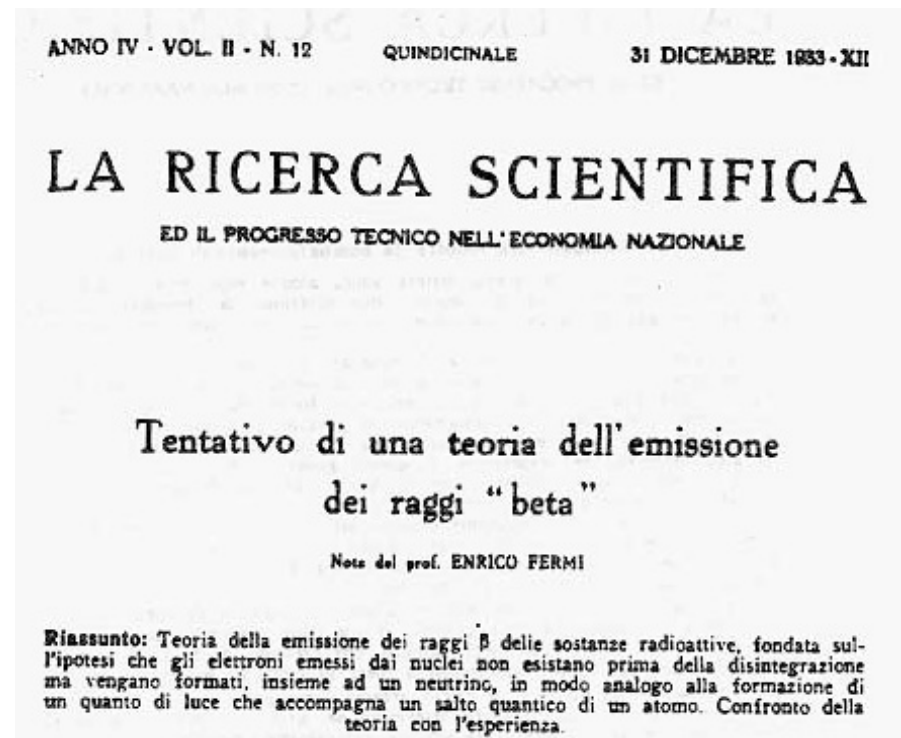 ANNO IV - VOL. II - N. 12 QUINDICINALE 31 DICEMBRE 1933 - XII
LA RICERCA SCIENTIFICA
ED IL PROGRESSO TECNICO NELL'ECONOMIA NAZIONALE
Tentativo di una teoria dell'emissione
dei raggi “beta”
Nota del prof. ENRICO FERMI
Riassunto: Teoria della emissione dei raggi β delle sostanze radioattive, fondata sul-
l'ipotesi che gli elettroni emessi dai nuclei non esistano prima della disintegrazione
ma vengano formati, insieme ad un neutrino, in modo analogo alla formazione di
un quanto di luce che accompagna un salto quantico di un atomo. Confronto della
teoria con l'esperienza.